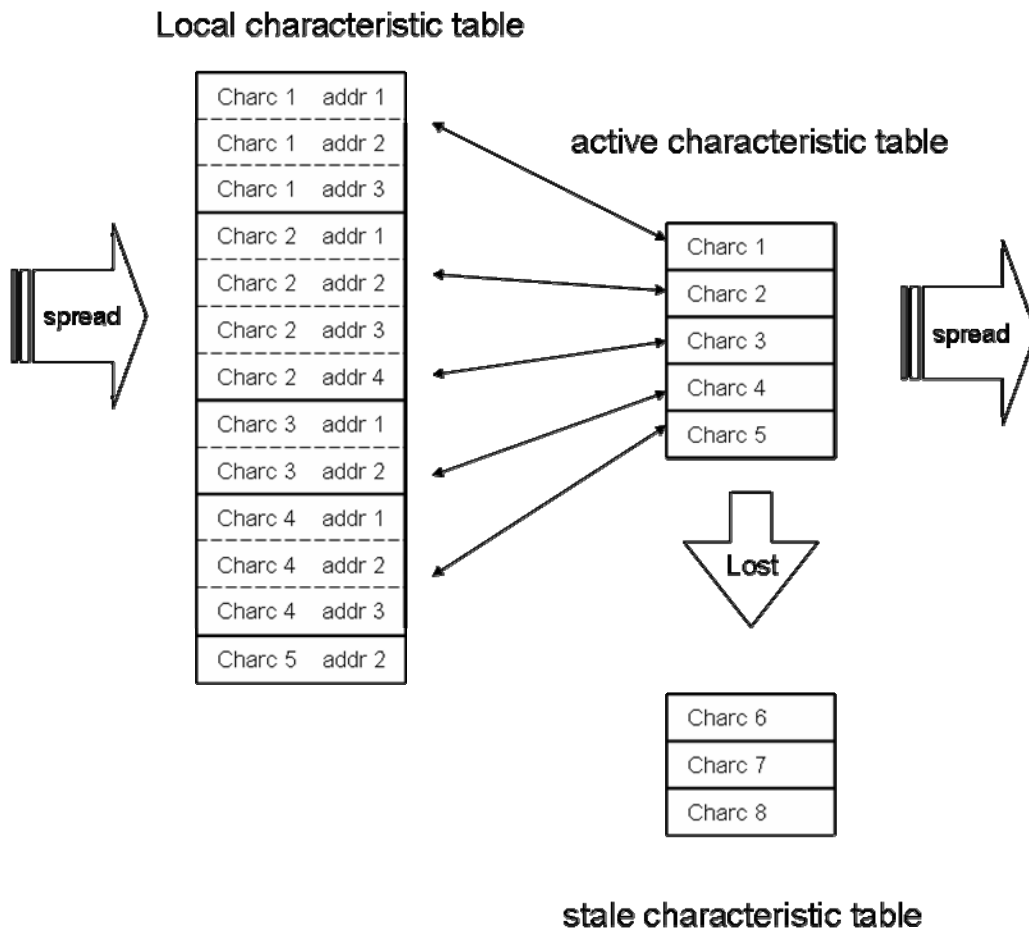 Local characteristic table
Charc 1 addr 1
Charc 1 addr 2
Charc 1 addr 3
Charc 2 addr 1
Charc 2 addr 2
Charc 2 addr 3
Charc 2 addr 4
Charc 3 addr 1
Charc 3 addr 2
Charc 4 addr 1
Charc 4 addr 2
Charc 4 addr 3
Charc 5 addr 2
spread
active characteristic table
Charc 1
Charc 2
Charc 3
Charc 4
Charc 5
spread
Lost
Charc 6
Charc 7
Charc 8
stale characteristic table